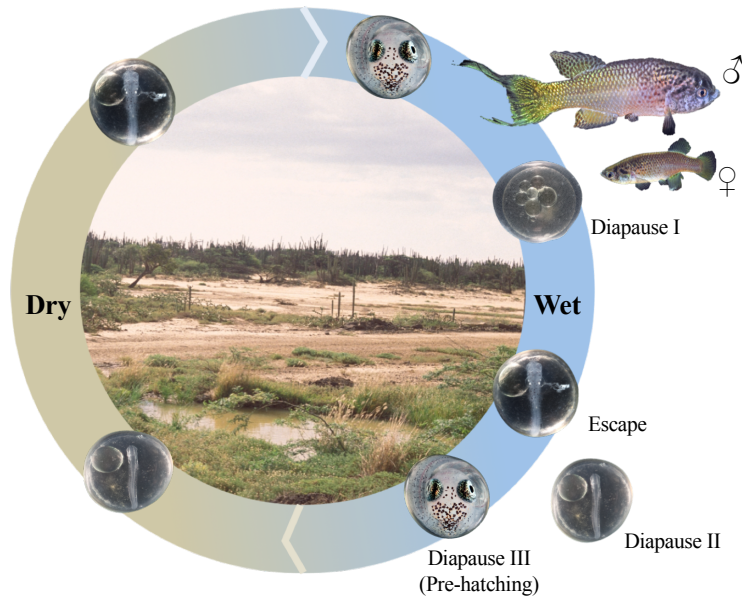 ♂
♀
Diapause I
Dry
Wet
Escape
Diapause II
Diapause III
(Pre-hatching)